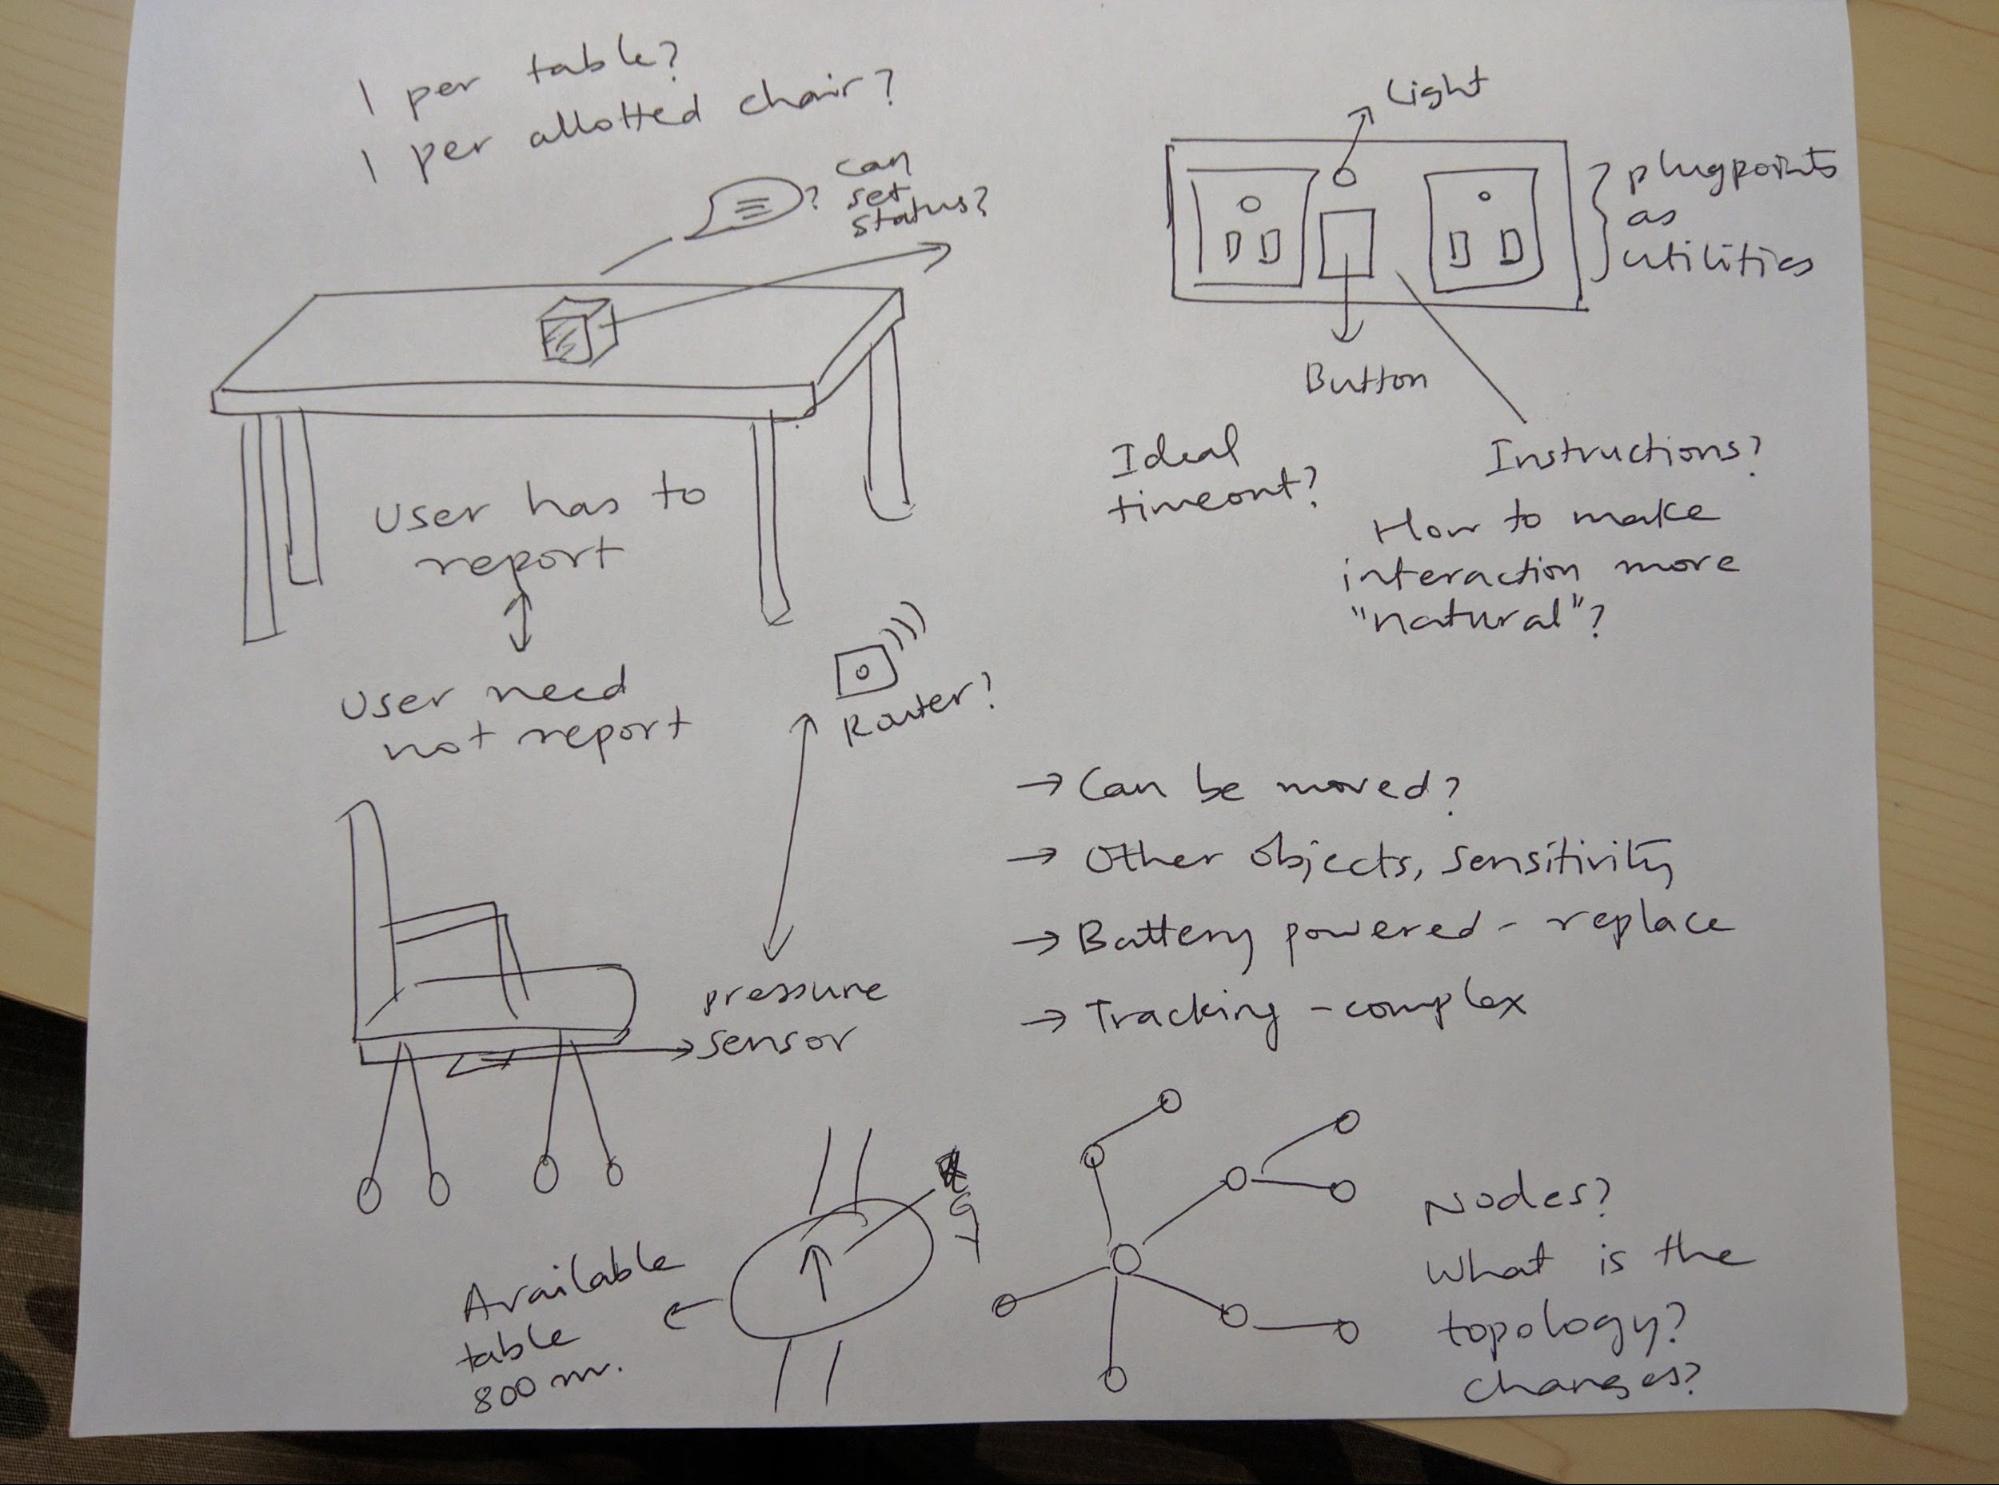 1 per table?
1 per allotted chair?
? can
set
status?
Light
plugpoints
as
utilities
Button
Ideal
timeout?
Instructions?
How to make
interaction more
"natural"?
User has to
report
User need
not report
Router?
→ Can be moved?
→ Other objects, sensitivity
→ Battery powered - replace
→ Tracking - complex
pressure
sensor
Available
table
800 m.
Nodes?
What is the
topology?
changes?